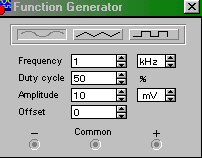 Function Generator
Frequency 1 kHz
Duty cycle 50 %
Amplitude 10 mV
Offset 0
− Common +